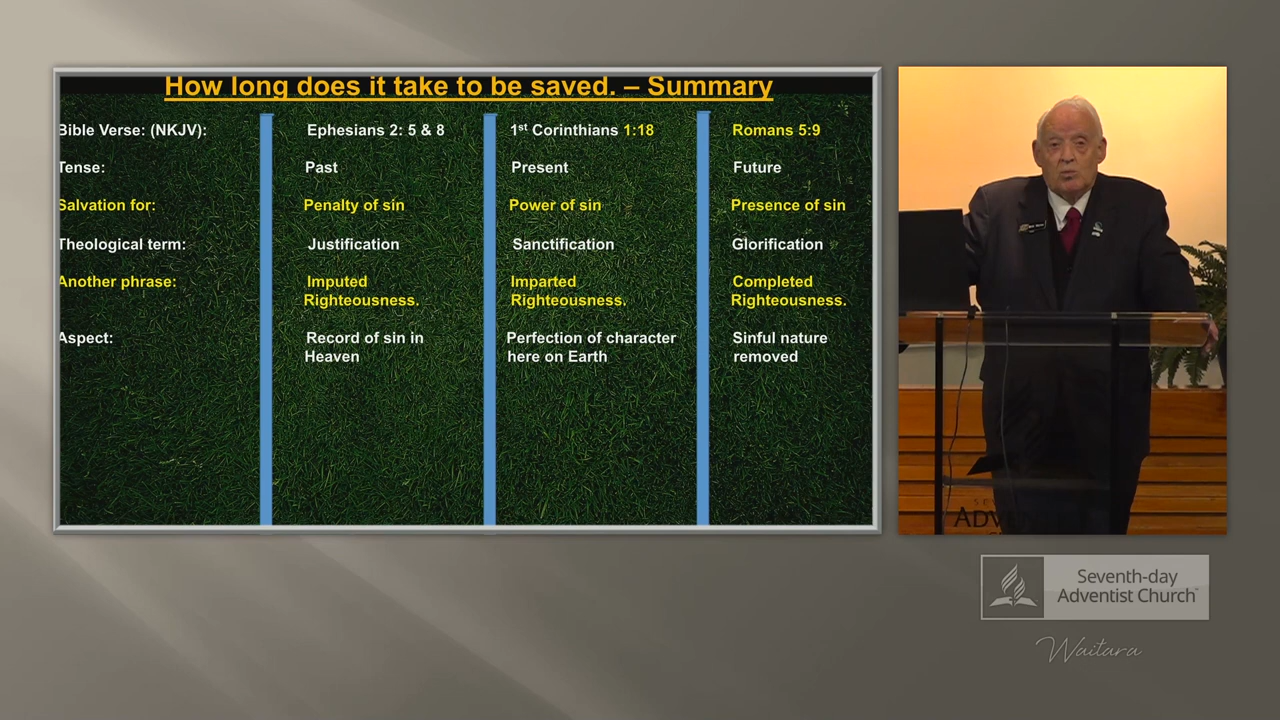 How long does it take to be saved. – Summary
Bible Verse: (NKJV): Ephesians 2: 5 & 8 1st Corinthians 1:18 Romans 5:9
Tense: Past Present Future
Salvation for: Penalty of sin Power of sin Presence of sin
Theological term: Justification Sanctification Glorification
Another phrase: Imputed Imparted Completed
Righteousness. Righteousness. Righteousness.
Aspect: Record of sin in Perfection of character Sinful nature
Heaven here on Earth removed
Seventh-day
Adventist Church
Waitara